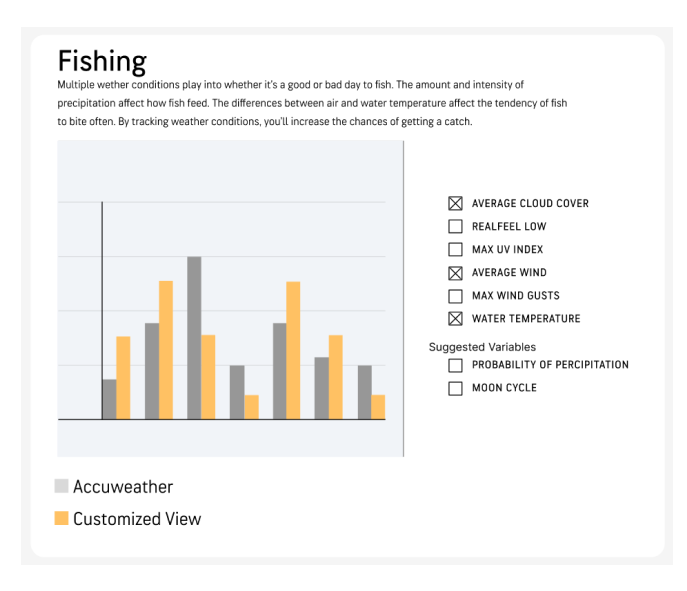 Fishing
Multiple wether conditions play into whether it's a good or bad day to fish. The amount and intensity of
precipitation affect how fish feed. The differences between air and water temperature affect the tendency of fish
to bite often. By tracking weather conditions, you'll increase the chances of getting a catch.
AVERAGE CLOUD COVER
REALFEEL LOW
MAX UV INDEX
AVERAGE WIND
MAX WIND GUSTS
WATER TEMPERATURE
Suggested Variables
PROBABILITY OF PERCIPITATION
MOON CYCLE
Accuweather
Customized View